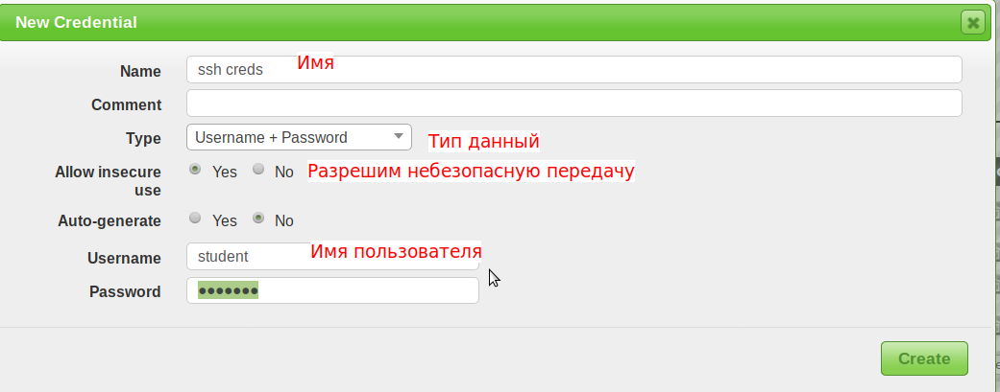 New Credential
Name ssh creds Имя
Comment
Type Username + Password Тип данный
Allow insecure use Yes No Разрешим небезопасную передачу
Auto-generate Yes No
Username student Имя пользователя
Password •••••••
Create